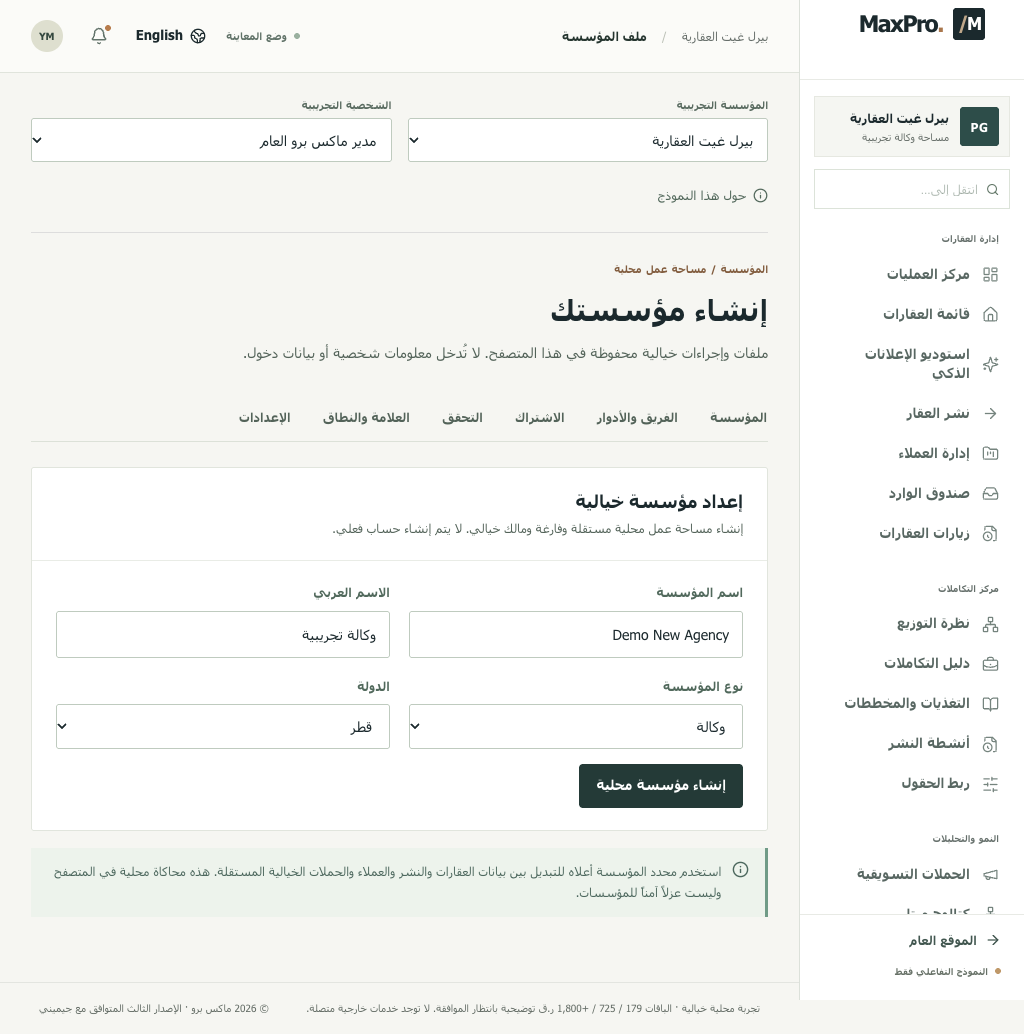 MaxPro.
/M
PG
بيرل غيت العقارية
مساحة وكالة تجريبية
انتقل إلى...
إدارة العقارات
مركز العمليات
قائمة العقارات
استوديو الإعلانات
الذكي
نشر العقار
إدارة العملاء
صندوق الوارد
زيارات العقارات
مركز التكاملات
نظرة التوزيع
دليل التكاملات
التغذيات والمخططات
أنشطة النشر
ربط الحقول
النمو والتحليلات
الحملات التسويقية
الموقع العام
النموذج التفاعلي فقط
بيرل غيت العقارية / ملف المؤسسة
وضع المعاينة
English
YM
المؤسسة التجريبية
بيرل غيت العقارية
الشخصية التجريبية
مدير ماكس برو العام
حول هذا النموذج
المؤسسة / مساحة عمل محلية
إنشاء مؤسستك
ملفات وإجراءات خيالية محفوظة في هذا المتصفح. لا تُدخل معلومات شخصية أو بيانات دخول.
المؤسسة
الفريق والأدوار
الاشتراك
التحقق
العلامة والنطاق
الإعدادات
إعداد مؤسسة خيالية
إنشاء مساحة عمل محلية مستقلة وفارغة ومالك خيالي. لا يتم إنشاء حساب فعلي.
اسم المؤسسة
Demo New Agency
الاسم العربي
وكالة تجريبية
نوع المؤسسة
وكالة
الدولة
قطر
إنشاء مؤسسة محلية
استخدم محدد المؤسسة أعلاه للتبديل بين بيانات العقارات والنشر والعملاء والحملات الخيالية المستقلة. هذه محاكاة محلية في المتصفح
وليست عزلاً آمناً للمؤسسات.
تجربة محلية خيالية · الباقات 179 / 725 / 1,800+ ر.ق توضيحية بانتظار الموافقة. لا توجد خدمات خارجية متصلة.
© 2026 ماكس برو · الإصدار الثالث المتوافق مع جيميني